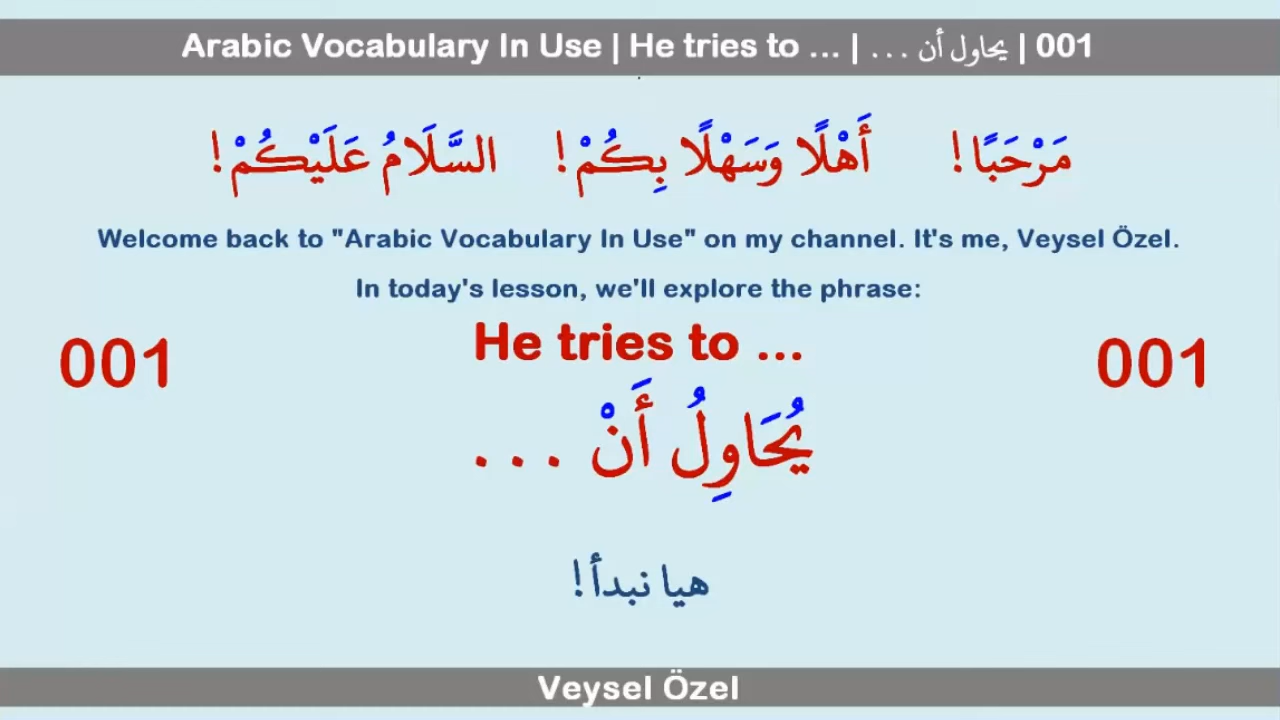 Arabic Vocabulary In Use | He tries to ... | يحاول أن ... | 001
مَرْحَبًا! أَهْلًا وَسَهْلًا بِكُمْ! السَّلَامُ عَلَيْكُمْ!
Welcome back to "Arabic Vocabulary In Use" on my channel. It's me, Veysel Özel.
In today's lesson, we'll explore the phrase:
He tries to ...
001
001
يُحَاوِلُ أَنْ ...
هيا نبدأ!
Veysel Özel